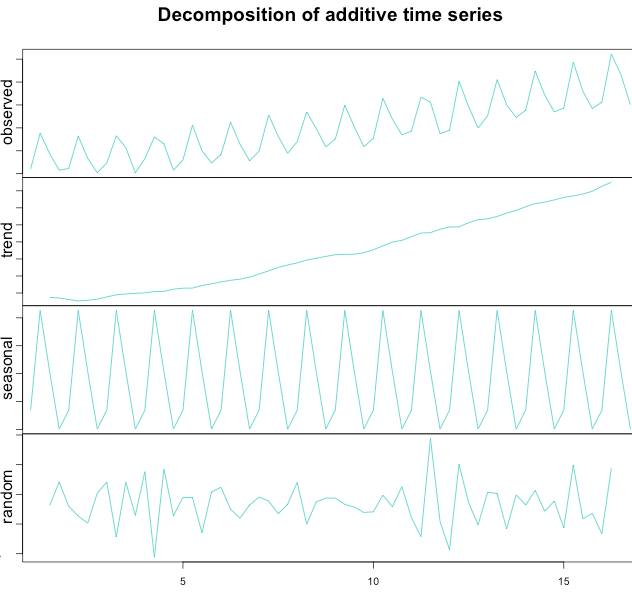 Decomposition of additive time series
observed
trend
seasonal
random
5
10
15